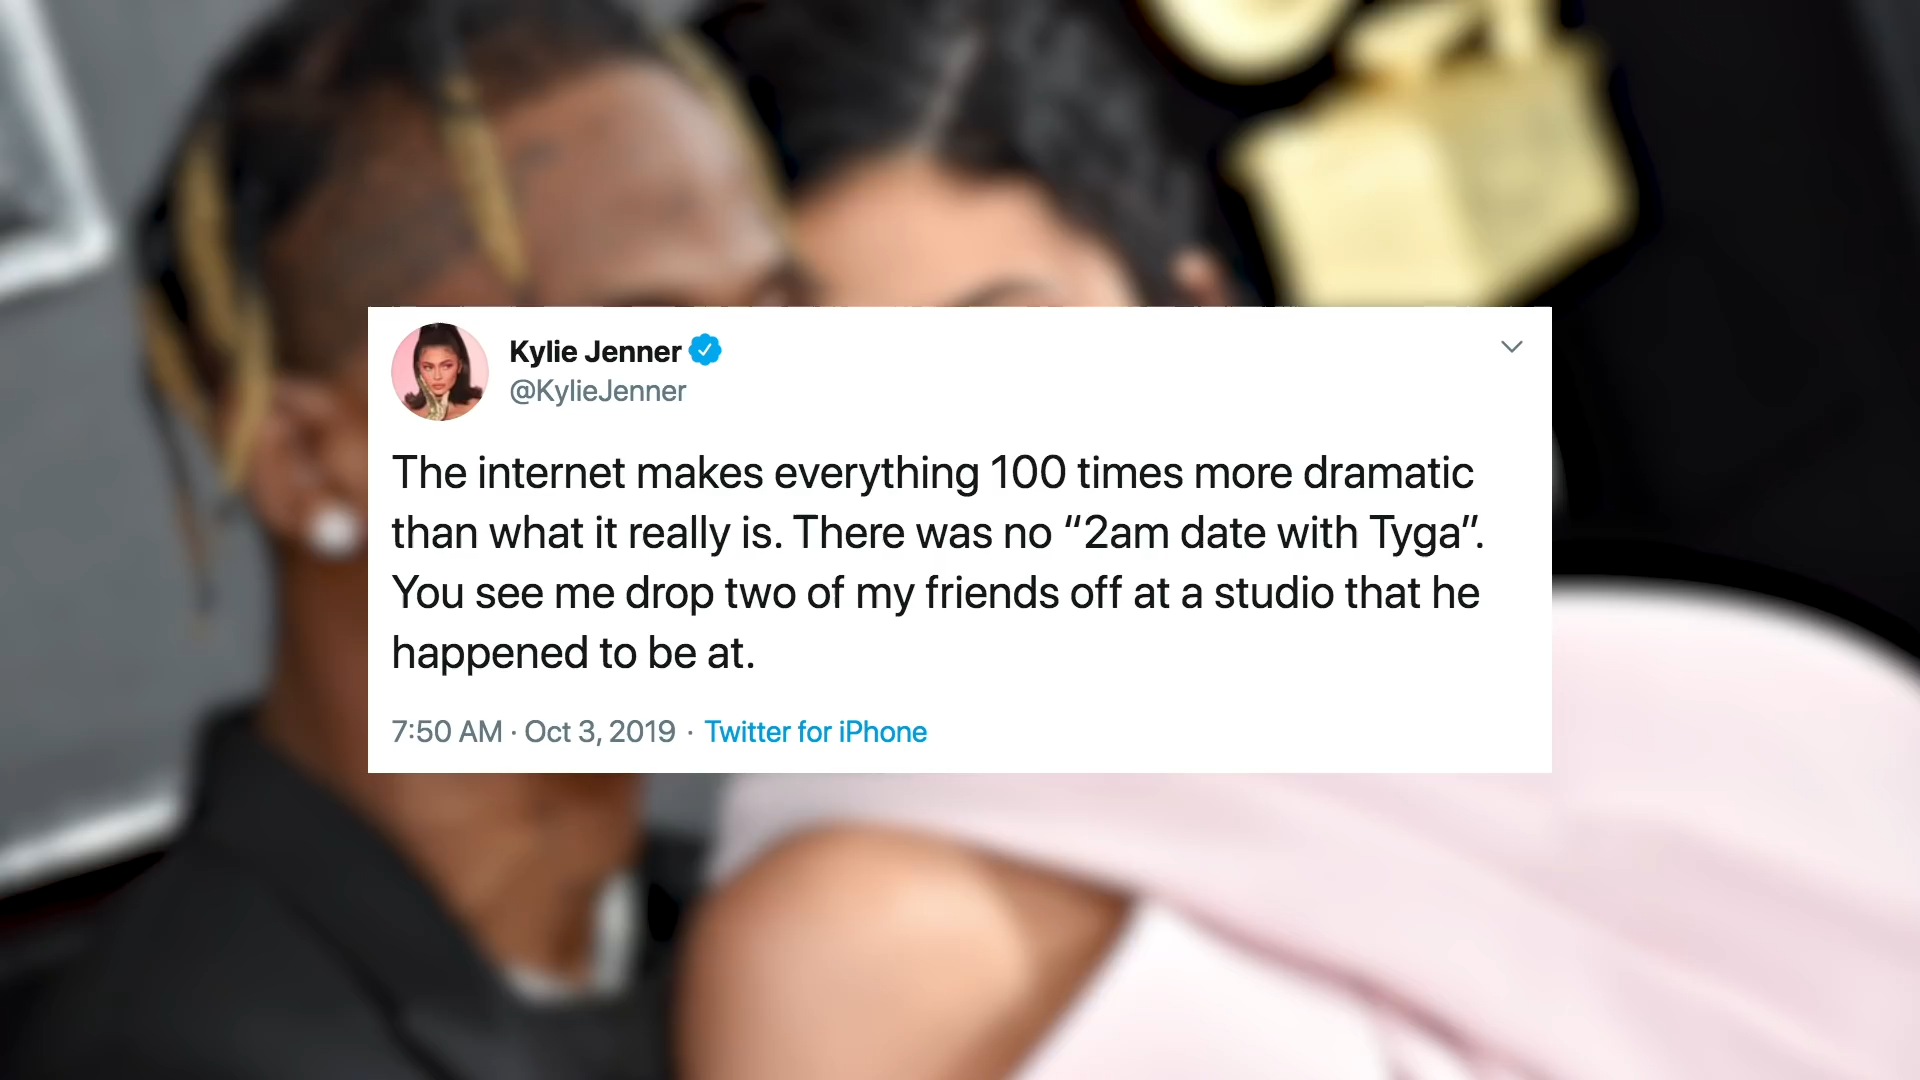 Kylie Jenner
@KylieJenner
The internet makes everything 100 times more dramatic
than what it really is. There was no “2am date with Tyga”.
You see me drop two of my friends off at a studio that he
happened to be at.
7:50 AM · Oct 3, 2019 · Twitter for iPhone